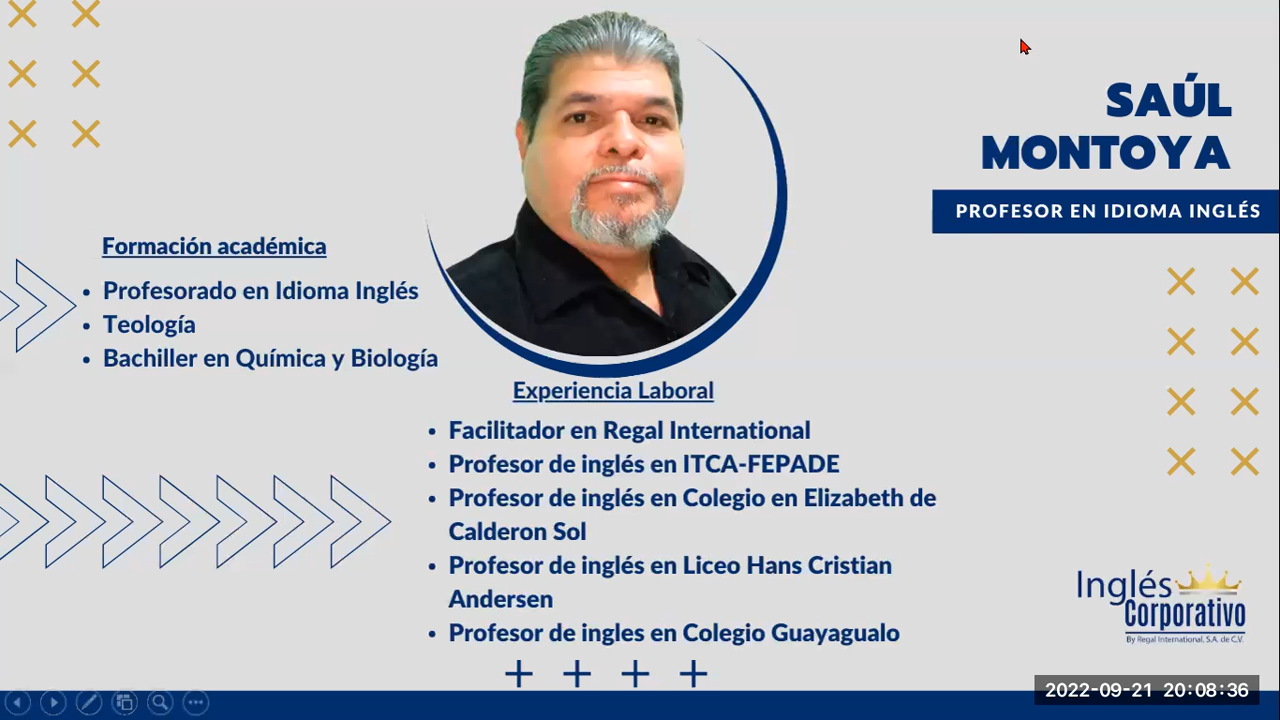 SAÚL
MONTOYA
PROFESOR EN IDIOMA INGLÉS
Formación académica
• Profesorado en Idioma Inglés
• Teología
• Bachiller en Química y Biología
Experiencia Laboral
• Facilitador en Regal International
• Profesor de inglés en ITCA-FEPADE
• Profesor de inglés en Colegio en Elizabeth de
Calderon Sol
• Profesor de inglés en Liceo Hans Cristian
Andersen
• Profesor de ingles en Colegio Guayagualo
Inglés
Corporativo
By Regal International, S.A. de C.V.
2022-09-21 20:08:36